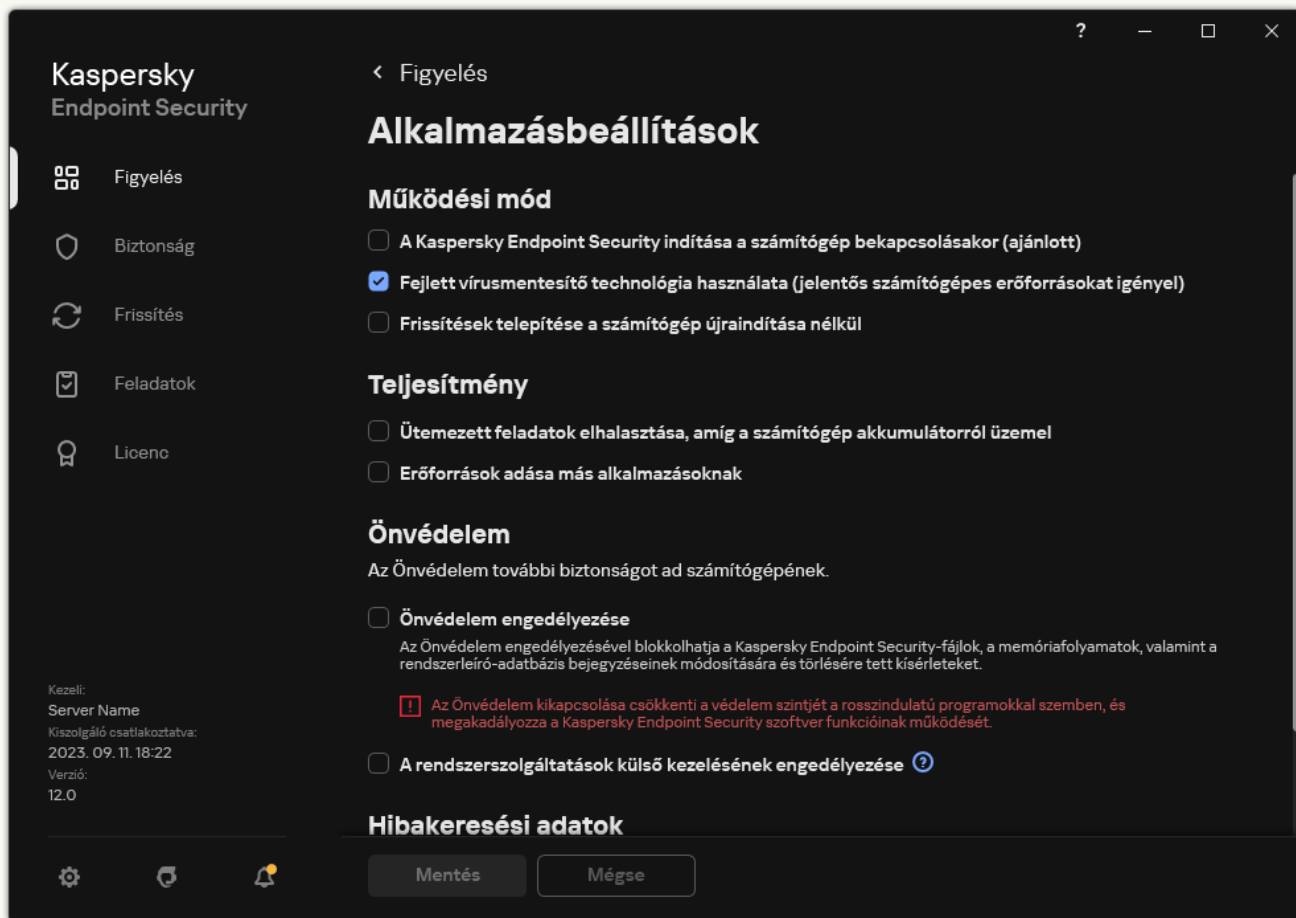 ?
Kaspersky
Endpoint Security
Figyelés
Biztonság
Frissítés
Feladatok
Licenc
Kezeli:
Server Name
Kiszolgáló csatlakoztatva:
2023. 09. 11. 18:22
Verzió:
12.0
Figyelés
Alkalmazásbeállítások
Működési mód
A Kaspersky Endpoint Security indítása a számítógép bekapcsolásakor (ajánlott)
Fejlett vírusmentesítő technológia használata (jelentős számítógépes erőforrásokat igényel)
Frissítések telepítése a számítógép újraindítása nélkül
Teljesítmény
Ütemezett feladatok elhalasztása, amíg a számítógép akkumulátorról üzemel
Erőforrások adása más alkalmazásoknak
Önvédelem
Az Önvédelem további biztonságot ad számítógépének.
Önvédelem engedélyezése
Az Önvédelem engedélyezésével blokkolhatja a Kaspersky Endpoint Security-fájlok, a memóriafolyamatok, valamint a
rendszerleíró-adatbázis bejegyzéseinek módosítására és törlésére tett kísérleteket.
Az Önvédelem kikapcsolása csökkenti a védelem szintjét a rosszindulatú programokkal szemben, és
megakadályozza a Kaspersky Endpoint Security szoftver funkcióinak működését.
A rendszerszolgáltatások külső kezelésének engedélyezése ?
Hibakeresési adatok
Mentés
Mégse